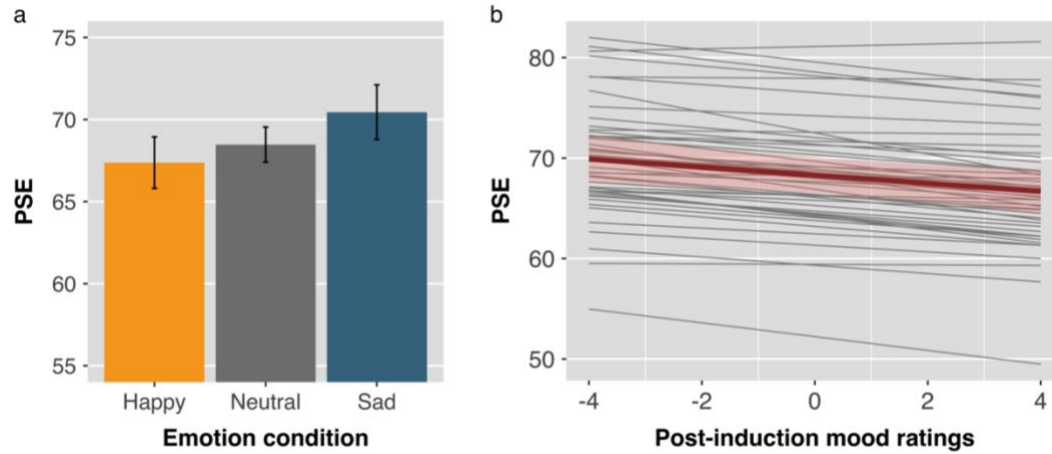 a
75
70
65
60
55
PSE
Happy Neutral Sad
Emotion condition
b
80
70
60
50
PSE
-4 -2 0 2 4
Post-induction mood ratings